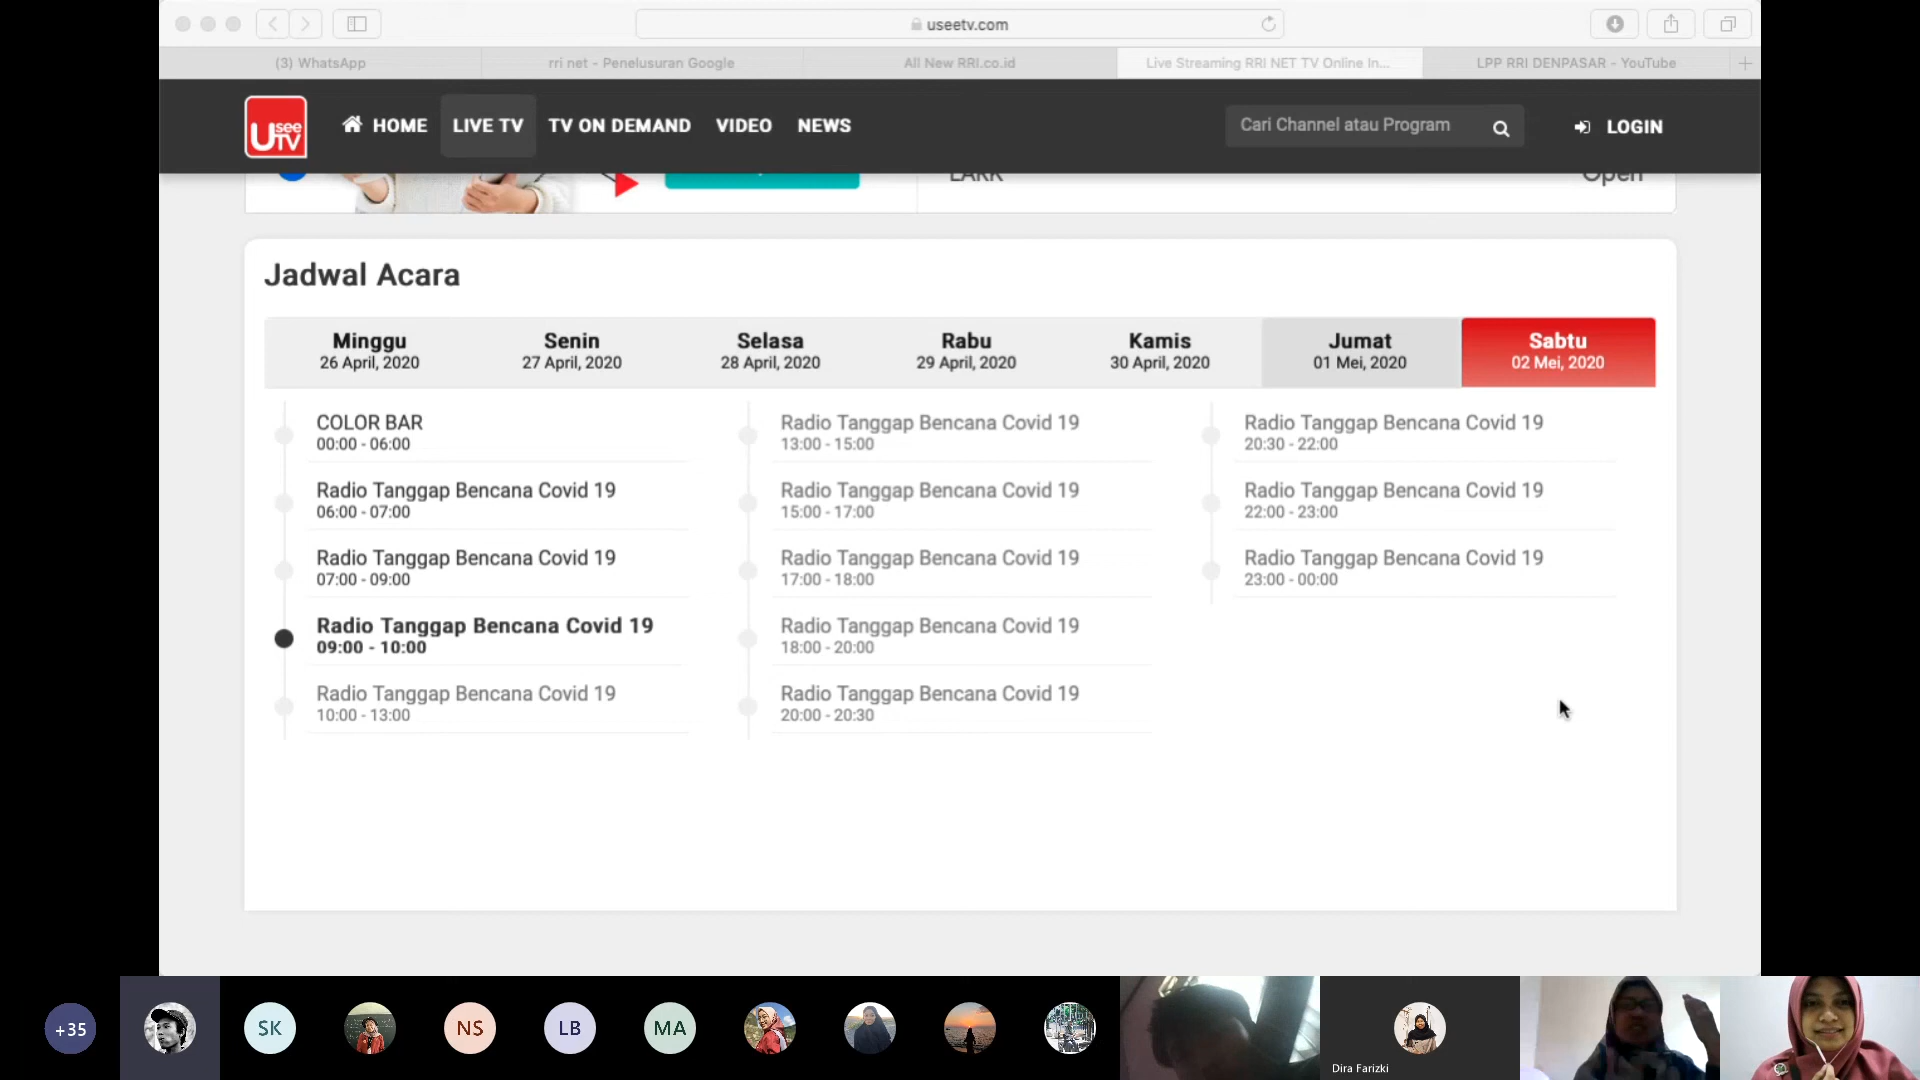 useetv.com
(3) WhatsApp
rri net - Penelusuran Google
All New RRI.co.id
Live Streaming RRI NET TV Online In...
LPP RRI DENPASAR - YouTube
Usee TV
HOME
LIVE TV
TV ON DEMAND
VIDEO
NEWS
Cari Channel atau Program
LOGIN
Open
Jadwal Acara
Minggu
26 April, 2020
Senin
27 April, 2020
Selasa
28 April, 2020
Rabu
29 April, 2020
Kamis
30 April, 2020
Jumat
01 Mei, 2020
Sabtu
02 Mei, 2020
COLOR BAR
00:00 - 06:00
Radio Tanggap Bencana Covid 19
06:00 - 07:00
Radio Tanggap Bencana Covid 19
07:00 - 09:00
Radio Tanggap Bencana Covid 19
09:00 - 10:00
Radio Tanggap Bencana Covid 19
10:00 - 13:00
Radio Tanggap Bencana Covid 19
13:00 - 15:00
Radio Tanggap Bencana Covid 19
15:00 - 17:00
Radio Tanggap Bencana Covid 19
17:00 - 18:00
Radio Tanggap Bencana Covid 19
18:00 - 20:00
Radio Tanggap Bencana Covid 19
20:00 - 20:30
Radio Tanggap Bencana Covid 19
20:30 - 22:00
Radio Tanggap Bencana Covid 19
22:00 - 23:00
Radio Tanggap Bencana Covid 19
23:00 - 00:00
+35
SK
NS
LB
MA
Dira Farizki